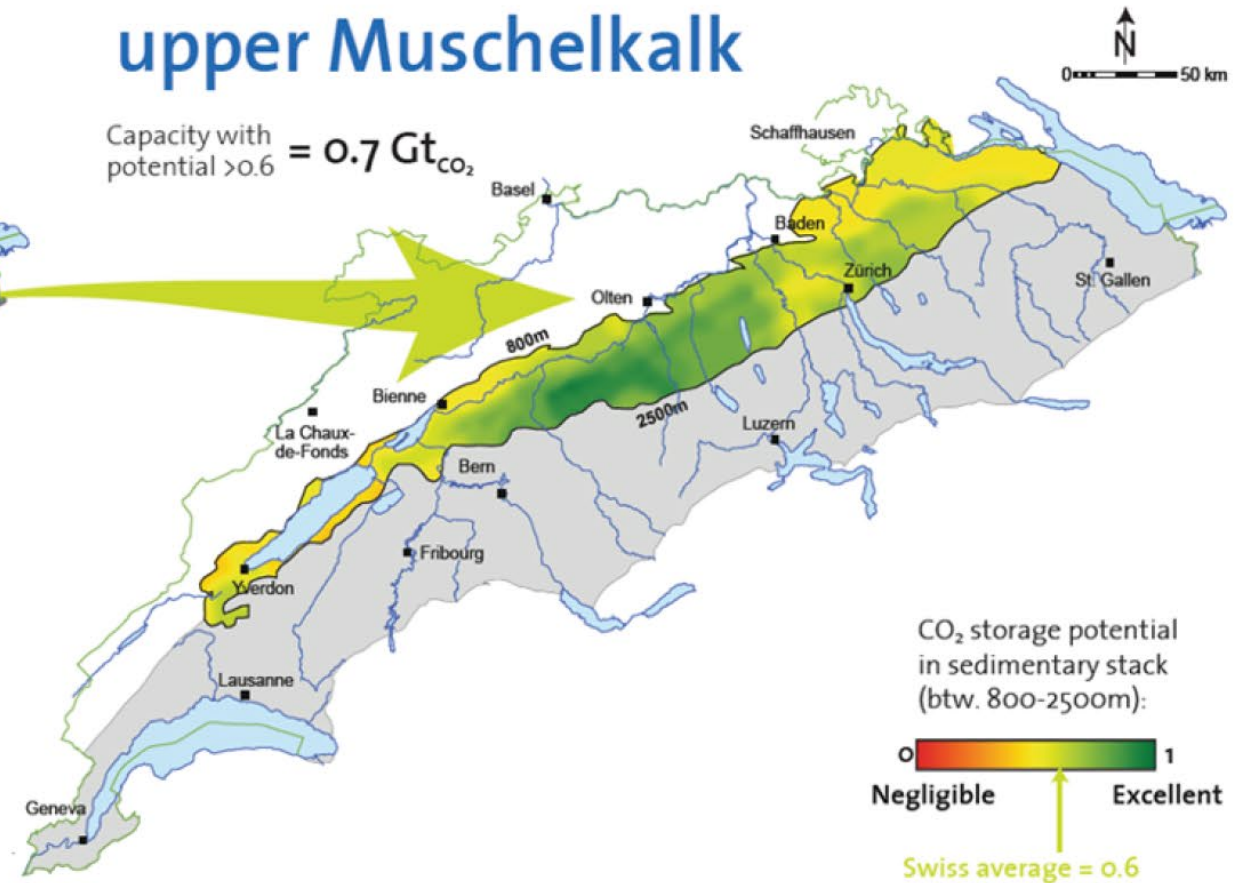 upper Muschelkalk
N
0 50 km
Capacity with
potential >0.6 = 0.7 Gt CO₂
Schaffhausen
Basel
Baden
Zürich
St. Gallen
Olten
800m
Bienne
2500m
La Chaux-
de-Fonds
Luzern
Bern
Fribourg
Yverdon
Lausanne
Geneva
CO₂ storage potential
in sedimentary stack
(btw. 800-2500m):
0 1
Negligible Excellent
Swiss average = 0.6